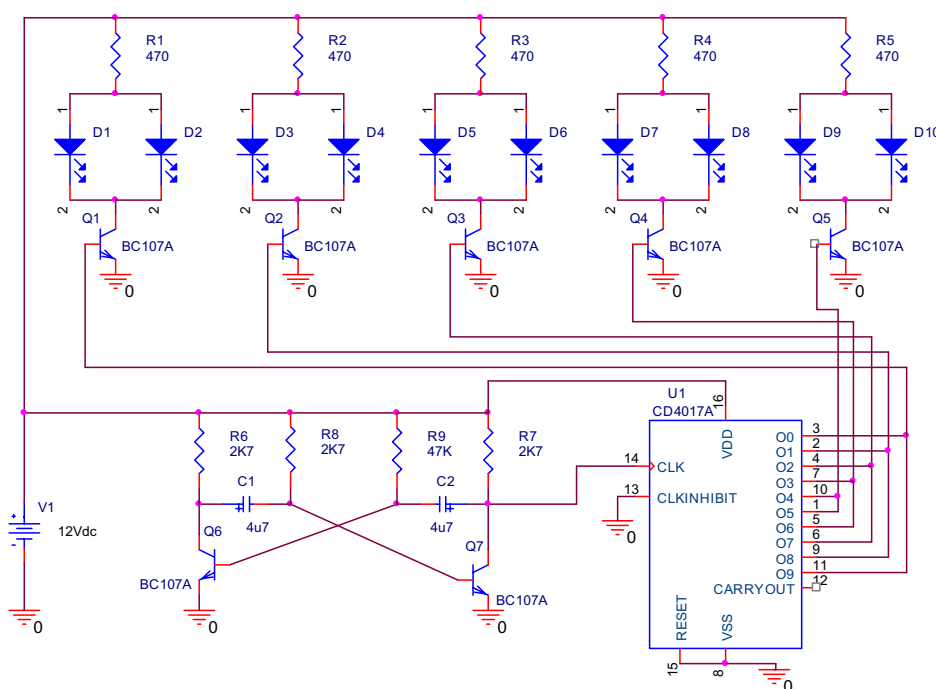 R1
470
R2
470
R3
470
R4
470
R5
470
1
1
1
1
1
1
1
1
1
1
D1
D2
D3
D4
D5
D6
D7
D8
D9
D10
2
2
2
2
2
2
2
2
2
2
Q1
Q2
Q3
Q4
Q5
BC107A
BC107A
BC107A
BC107A
BC107A
0
0
0
0
0
R6
2K7
R8
2K7
R9
47K
R7
2K7
C1
4u7
C2
4u7
Q6
BC107A
Q7
BC107A
0
0
V1
12Vdc
+
-
0
U1
CD4017A
16
VDD
14
CLK
13
CLKINHIBIT
0
O0
3
O1
2
O2
4
O3
7
O4
10
O5
1
O6
5
O7
6
O8
9
O9
11
CARRYOUT
12
RESET
15
VSS
8
0